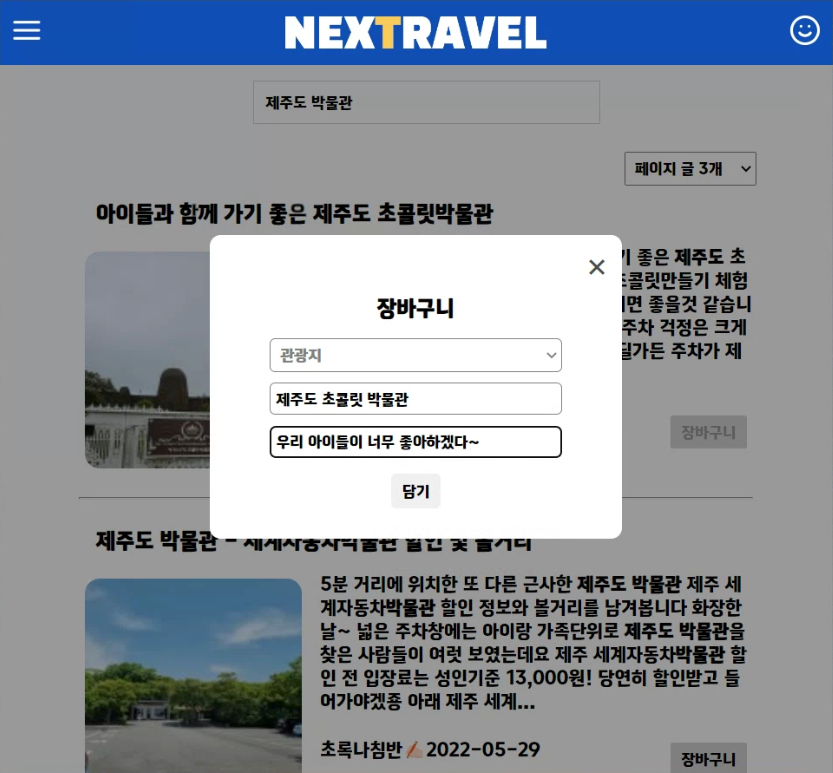 NEXTRAVEL
제주도 박물관
페이지 글 3개
아이들과 함께 가기 좋은 제주도 초콜릿박물관
기 좋은 제주도 초
초콜릿만들기 체험
면 좋을것 같습니
주차 걱정은 크게
딜가든 주차가 제
장바구니
장바구니
관광지
제주도 초콜릿 박물관
우리 아이들이 너무 좋아하겠다~
담기
제주도 박물관 - 세계자동차박물관 할인 및 볼거리
5분 거리에 위치한 또 다른 근사한 제주도 박물관 제주 세
계자동차박물관 할인 정보와 볼거리를 남겨봅니다 화장한
날~ 넓은 주차창에는 아이랑 가족단위로 제주도 박물관을
찾은 사람들이 여럿 보였는데요 제주 세계자동차박물관 할
인 전 입장료는 성인기준 13,000원! 당연히 할인받고 들
어가야겠죵 아래 제주 세계...
초록나침반 2022-05-29
장바구니